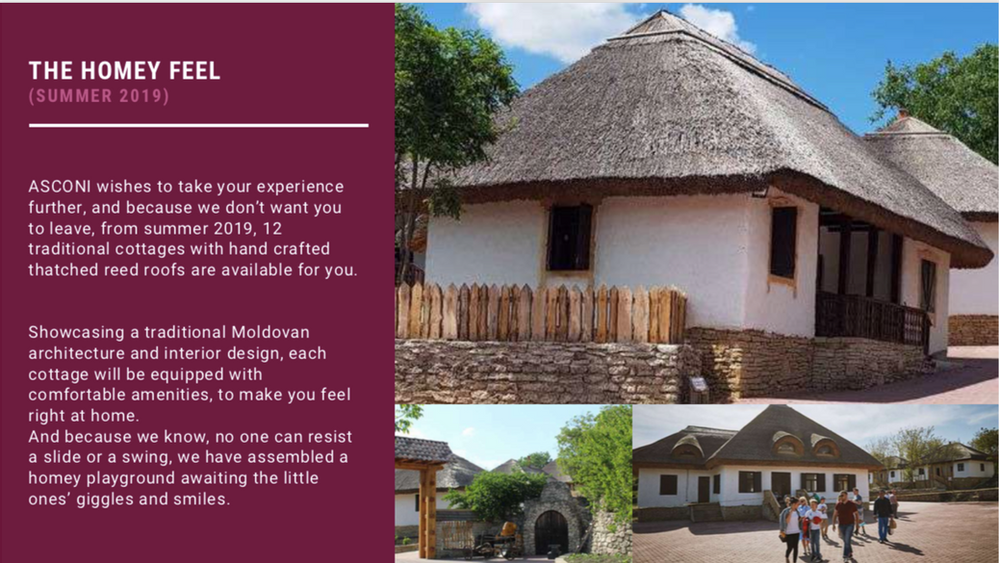 THE HOMEY FEEL
(SUMMER 2019)
ASCONI wishes to take your experience
further, and because we don't want you
to leave, from summer 2019, 12
traditional cottages with hand crafted
thatched reed roofs are available for you.
Showcasing a traditional Moldovan
architecture and interior design, each
cottage will be equipped with
comfortable amenities, to make you feel
right at home.
And because we know, no one can resist
a slide or a swing, we have assembled a
homey playground awaiting the little
ones' giggles and smiles.